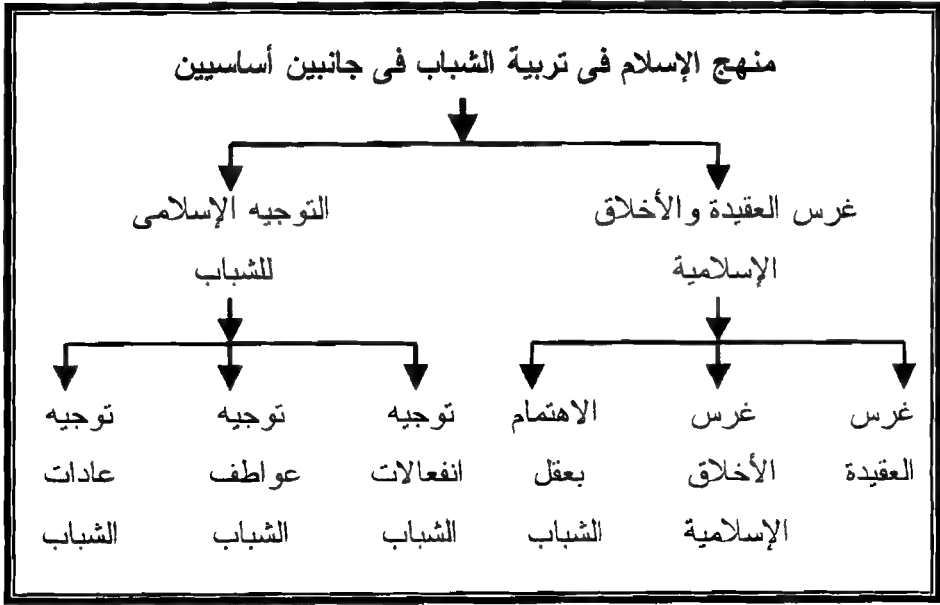 منهج الإسلام فى تربية الشباب فى جانبين أساسيين
غرس العقيدة والأخلاق
الإسلامية
التوجيه الإسلامى
للشباب
غرس
العقيدة
غرس
الأخلاق
الإسلامية
الاهتمام
بعقل
الشباب
توجيه
انفعالات
الشباب
توجيه
عواطف
الشباب
توجيه
عادات
الشباب